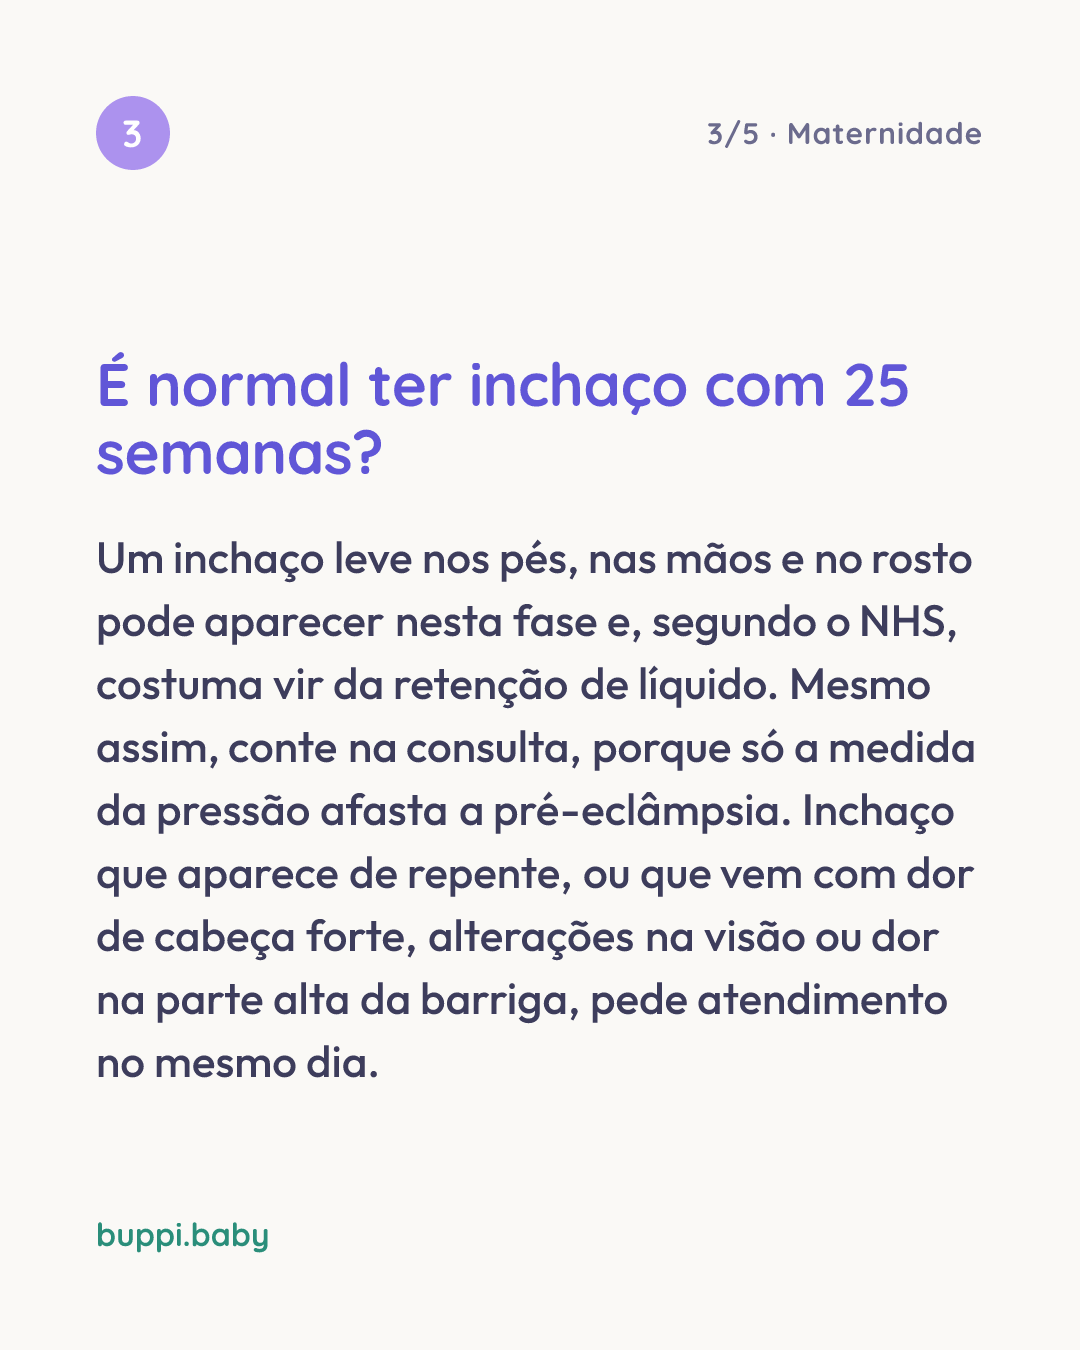 3
3/5 · Maternidade
É normal ter inchaço com 25
semanas?
Um inchaço leve nos pés, nas mãos e no rosto
pode aparecer nesta fase e, segundo o NHS,
costuma vir da retenção de líquido. Mesmo
assim, conte na consulta, porque só a medida
da pressão afasta a pré-eclâmpsia. Inchaço
que aparece de repente, ou que vem com dor
de cabeça forte, alterações na visão ou dor
na parte alta da barriga, pede atendimento
no mesmo dia.
buppi.baby